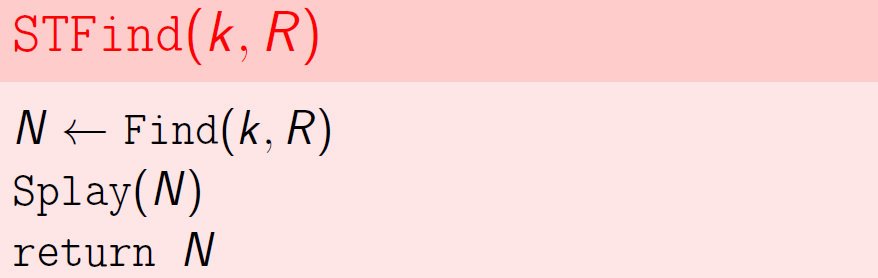 STFind(k, R)
N ← Find(k, R)
Splay(N)
return N